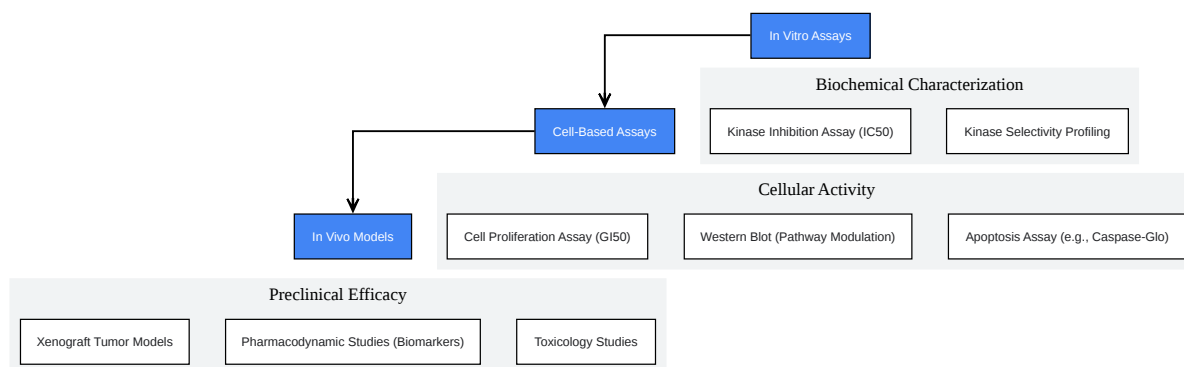 In Vitro Assays
Biochemical Characterization
Kinase Inhibition Assay (IC50)
Kinase Selectivity Profiling
Cell-Based Assays
Cellular Activity
Cell Proliferation Assay (GI50)
Western Blot (Pathway Modulation)
Apoptosis Assay (e.g., Caspase-Glo)
In Vivo Models
Preclinical Efficacy
Xenograft Tumor Models
Pharmacodynamic Studies (Biomarkers)
Toxicology Studies